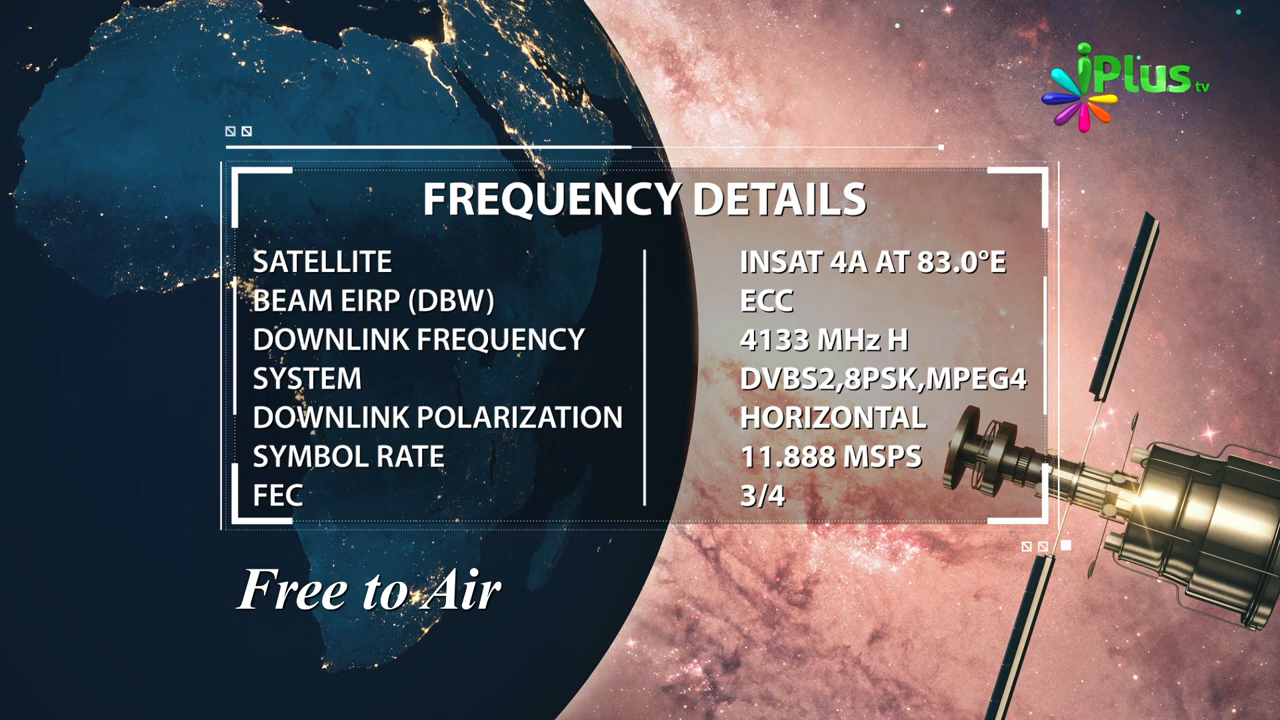 iPlus tv
FREQUENCY DETAILS
SATELLITE INSAT 4A AT 83.0°E
BEAM EIRP (DBW) ECC
DOWNLINK FREQUENCY 4133 MHz H
SYSTEM DVBS2,8PSK,MPEG4
DOWNLINK POLARIZATION HORIZONTAL
SYMBOL RATE 11.888 MSPS
FEC 3/4
Free to Air